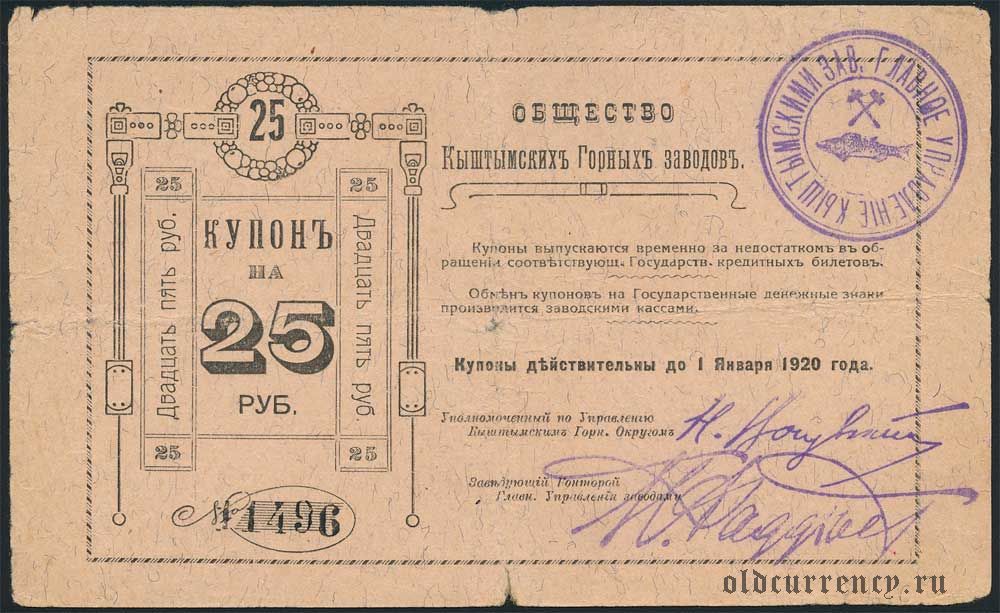 25
25 25
Двадцать пять руб.
КУПОНЪ
НА
25
РУБ.
Двадцать пять руб.
25 25
№ 1496
ОБЩЕСТВО
Кыштымскихъ Горныхъ заводовъ.
ГЛАВНОЕ УПРАВЛЕНІЕ КЫШТЫМСКИМИ ЗАВ.
Купоны выпускаются временно за недостаткомъ въ об-
ращеніи соотвѣтствующ. Государств. кредитныхъ билетовъ.
Обмѣнъ купоновъ на Государственные денежные знаки
производится заводскими кассами.
Купоны дѣйствительны до 1 Января 1920 года.
Уполномоченный по Управленію
Кыштымскимъ Горн. Округомъ
Завѣдующій Конторой
Главн. Управленія заводами
oldcurrency.ru